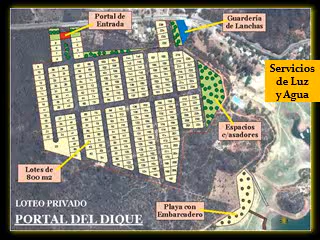 Portal de
Entrada
Guardería
de Lanchas
Servicios
de Luz
y Agua
Espacios
c/asadores
Lotes de
800 m2
Playa con
Embarcadero
LOTEO PRIVADO
PORTAL DEL DIQUE